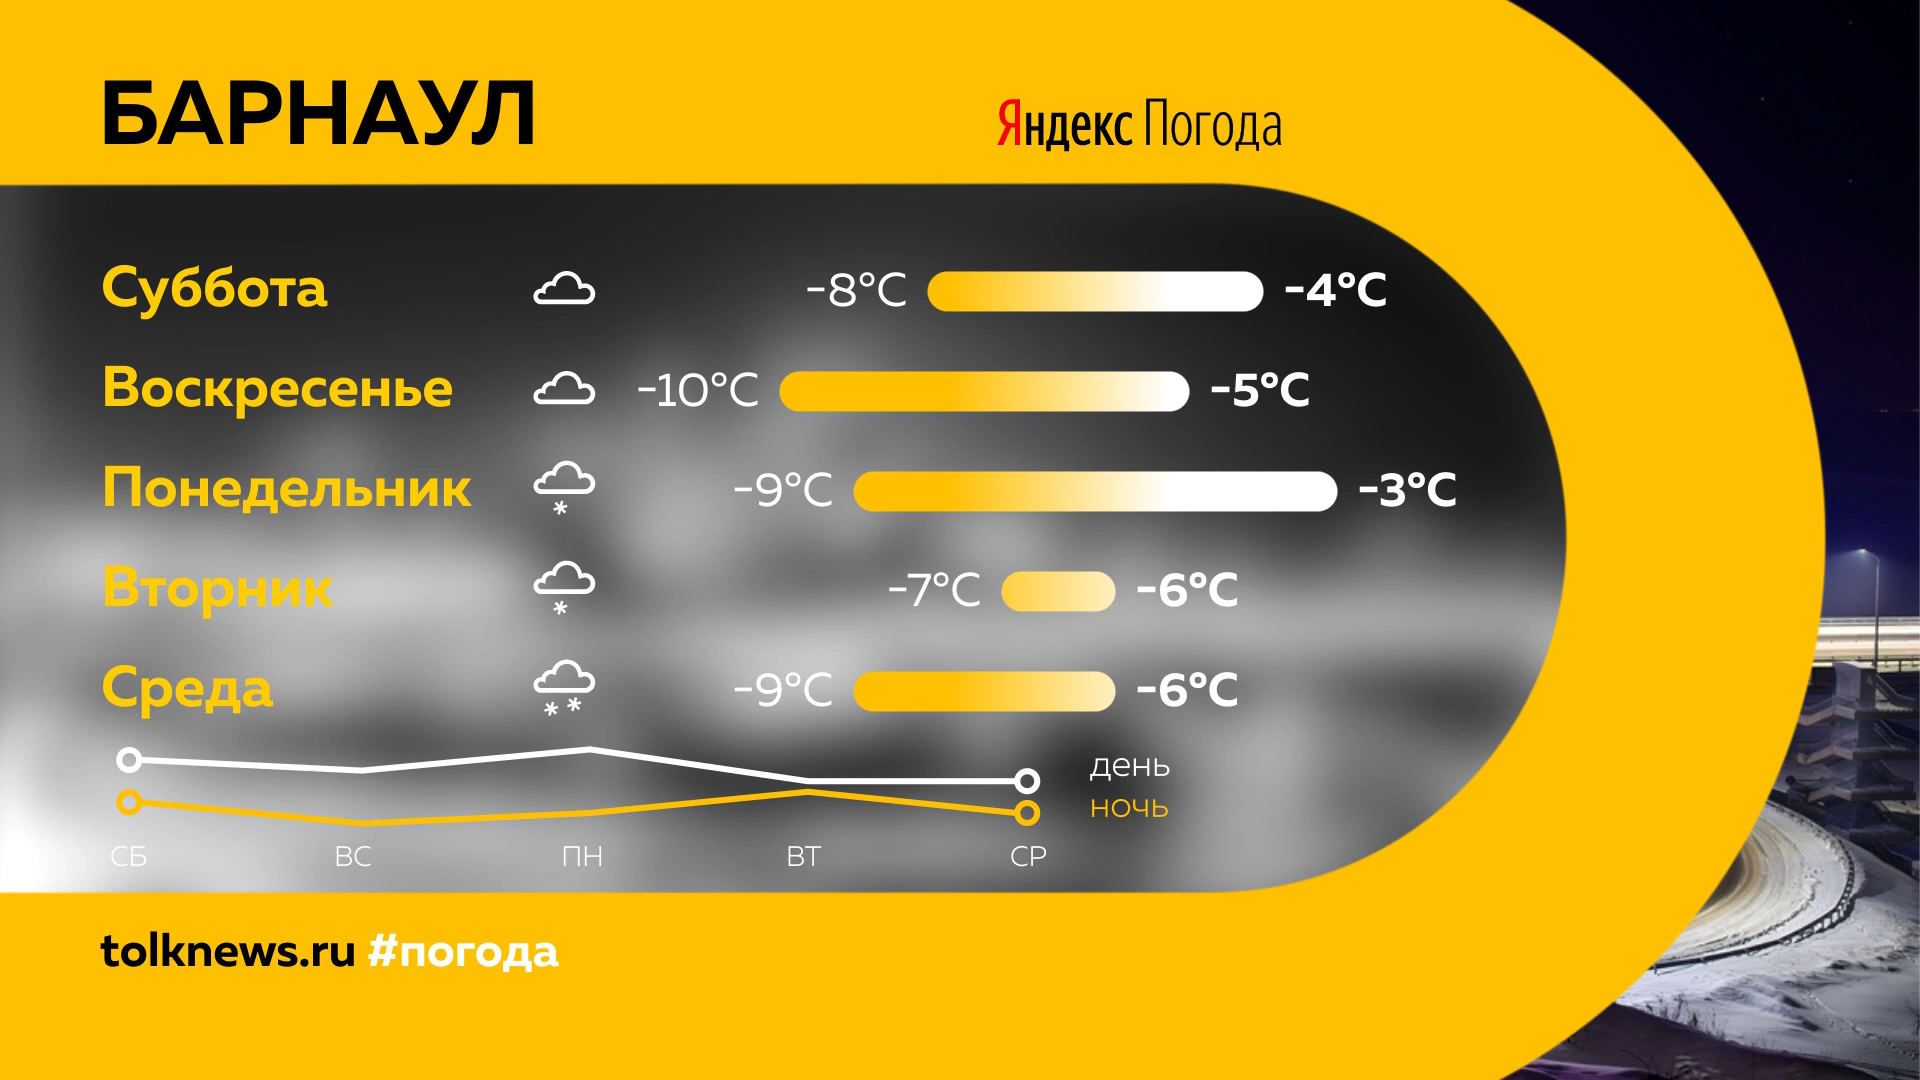 БАРНАУЛ
Яндекс Погода
Суббота -8°C -4°C
Воскресенье -10°C -5°C
Понедельник -9°C -3°C
Вторник -7°C -6°C
Среда -9°C -6°C
день
ночь
СБ ВС ПН ВТ СР
tolknews.ru #погода